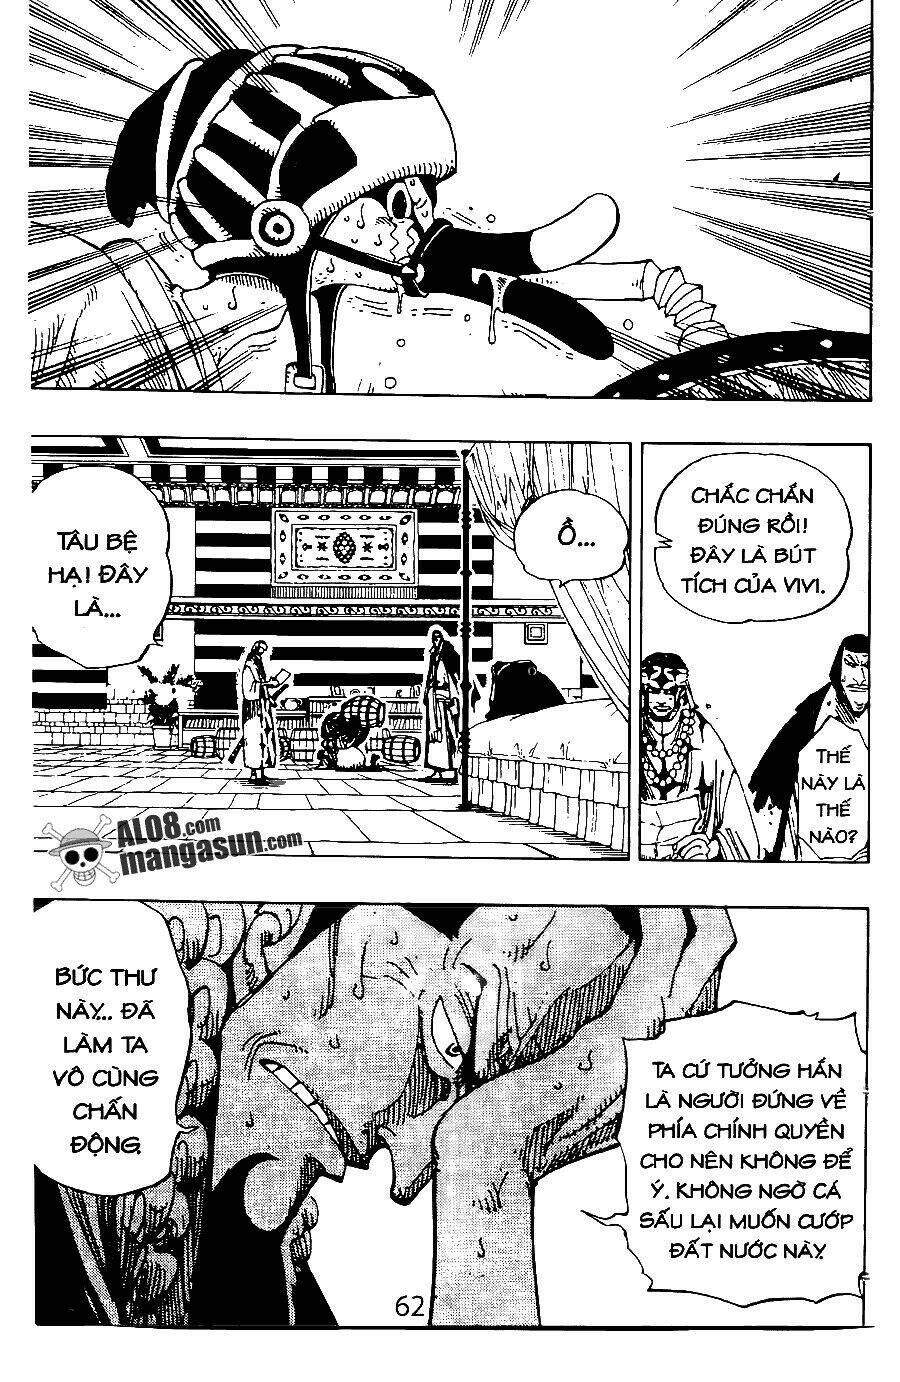 TÂU BỆ
HẠ! ĐÂY
LÀ...
Ồ...
CHẮC CHẮN
ĐÚNG RỒI!
ĐÂY LÀ BÚT
TÍCH CỦA VIVI.
THẾ
NÀY LÀ
THẾ
NÀO?
AL08.com
mangasun.com
BỨC THƯ
NÀY... ĐÃ
LÀM TA
VÔ CÙNG
CHẤN
ĐỘNG.
TA CỨ TƯỞNG HẮN
LÀ NGƯỜI ĐỨNG VỀ
PHÍA CHÍNH QUYỀN
CHO NÊN KHÔNG ĐỂ
Ý. KHÔNG NGỜ CÁ
SẤU LẠI MUỐN CƯỚP
ĐẤT NƯỚC NÀY.
62